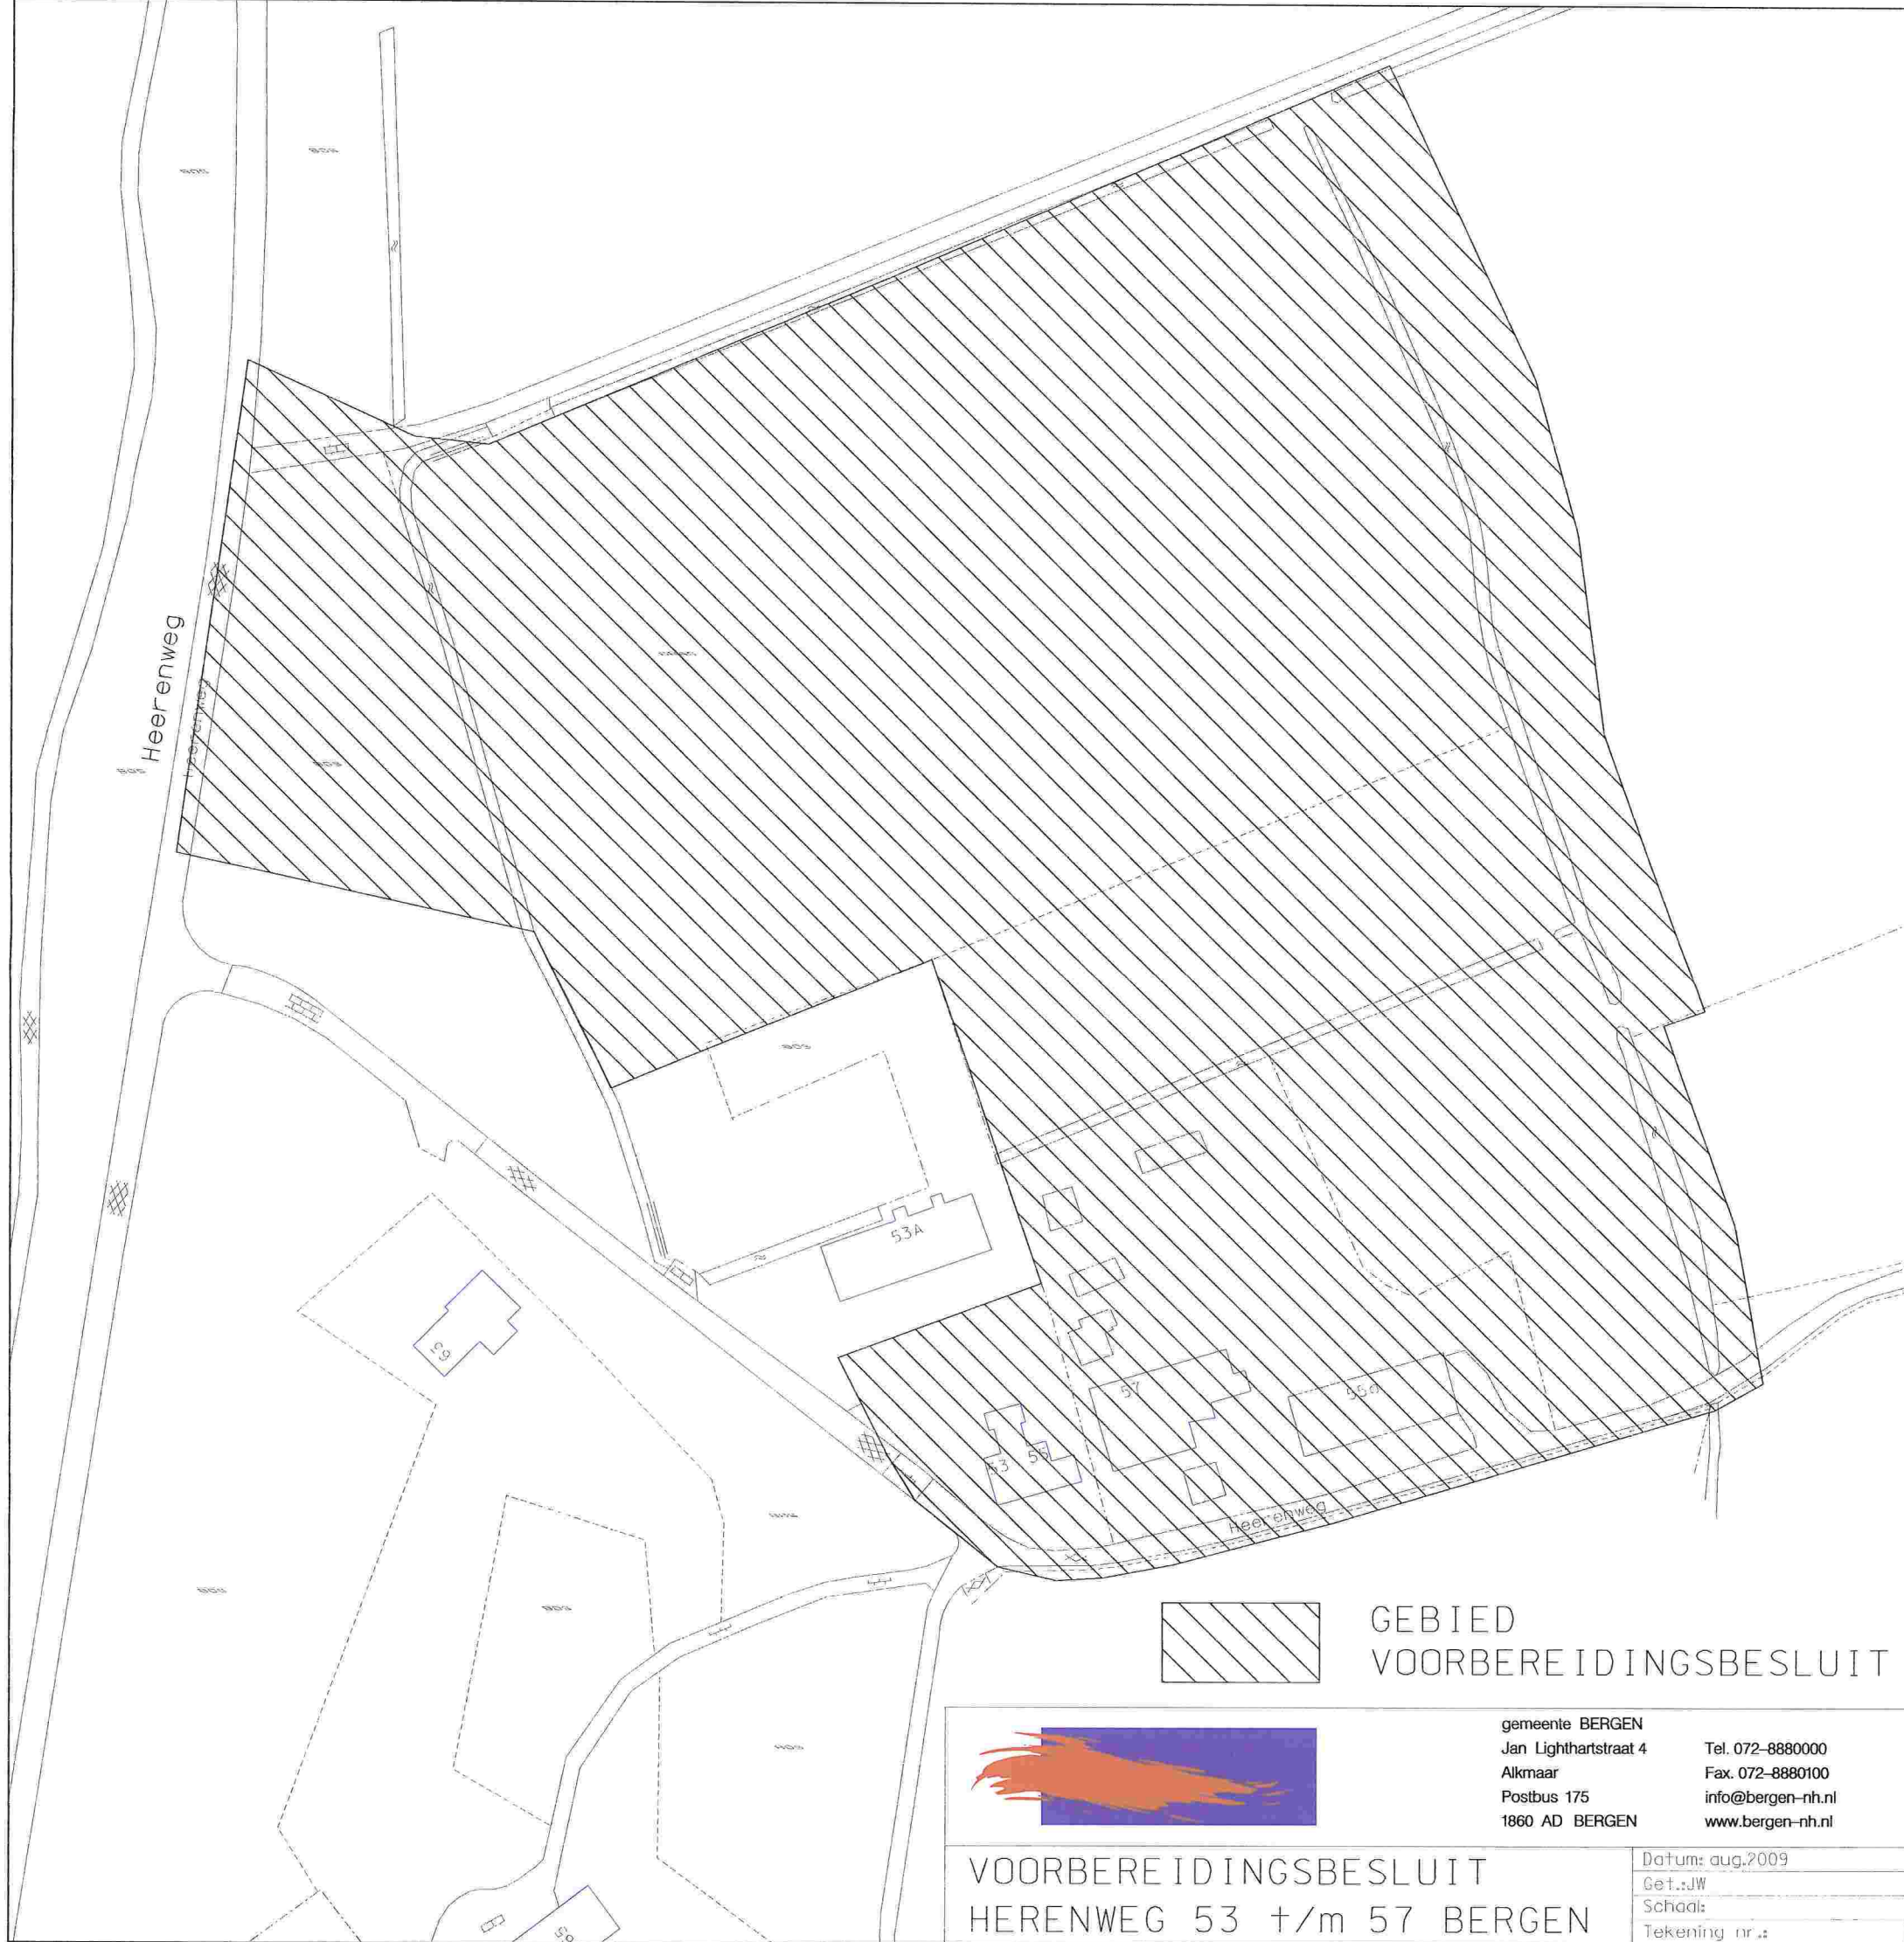 Heerenweg
Heerenweg
53A
63
57
55a
53 55
Heerenweg
GEBIED
VOORBEREIDINGSBESLUIT
gemeente BERGEN
Jan Lighthartstraat 4 Tel. 072-8880000
Alkmaar Fax. 072-8880100
Postbus 175 info@bergen-nh.nl
1860 AD BERGEN www.bergen-nh.nl
VOORBEREIDINGSBESLUIT
HERENWEG 53 t/m 57 BERGEN
Datum: aug.2009
Get.:JW
Schaal:
Tekening nr.: